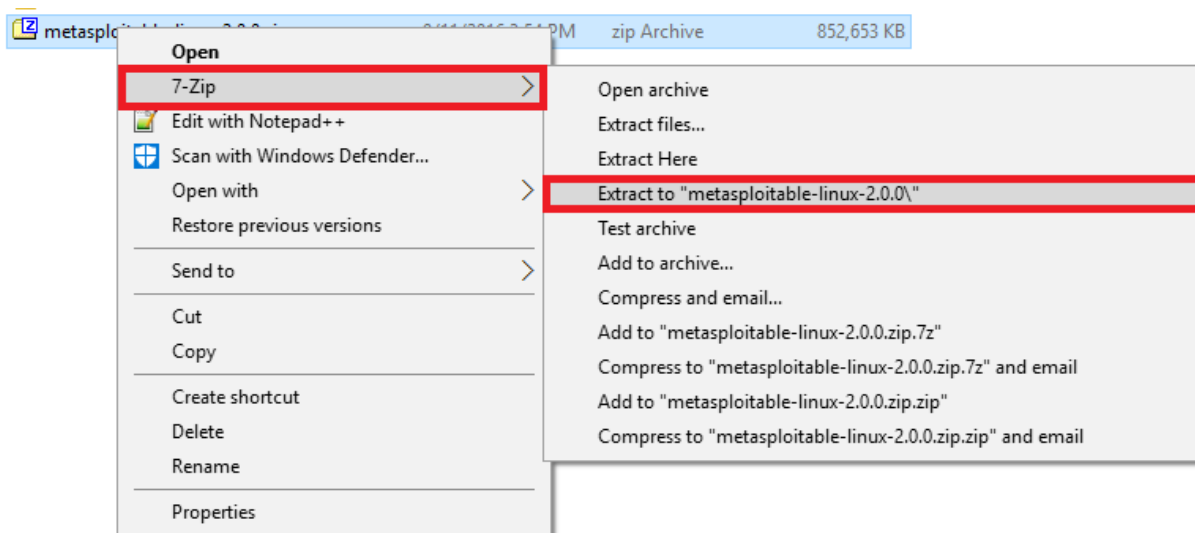 metasplo PM zip Archive 852,653 KB
Open
7-Zip
Edit with Notepad++
Scan with Windows Defender...
Open with
Restore previous versions
Send to
Cut
Copy
Create shortcut
Delete
Rename
Properties
Open archive
Extract files...
Extract Here
Extract to "metasploitable-linux-2.0.0\"
Test archive
Add to archive...
Compress and email...
Add to "metasploitable-linux-2.0.0.zip.7z"
Compress to "metasploitable-linux-2.0.0.zip.7z" and email
Add to "metasploitable-linux-2.0.0.zip.zip"
Compress to "metasploitable-linux-2.0.0.zip.zip" and email